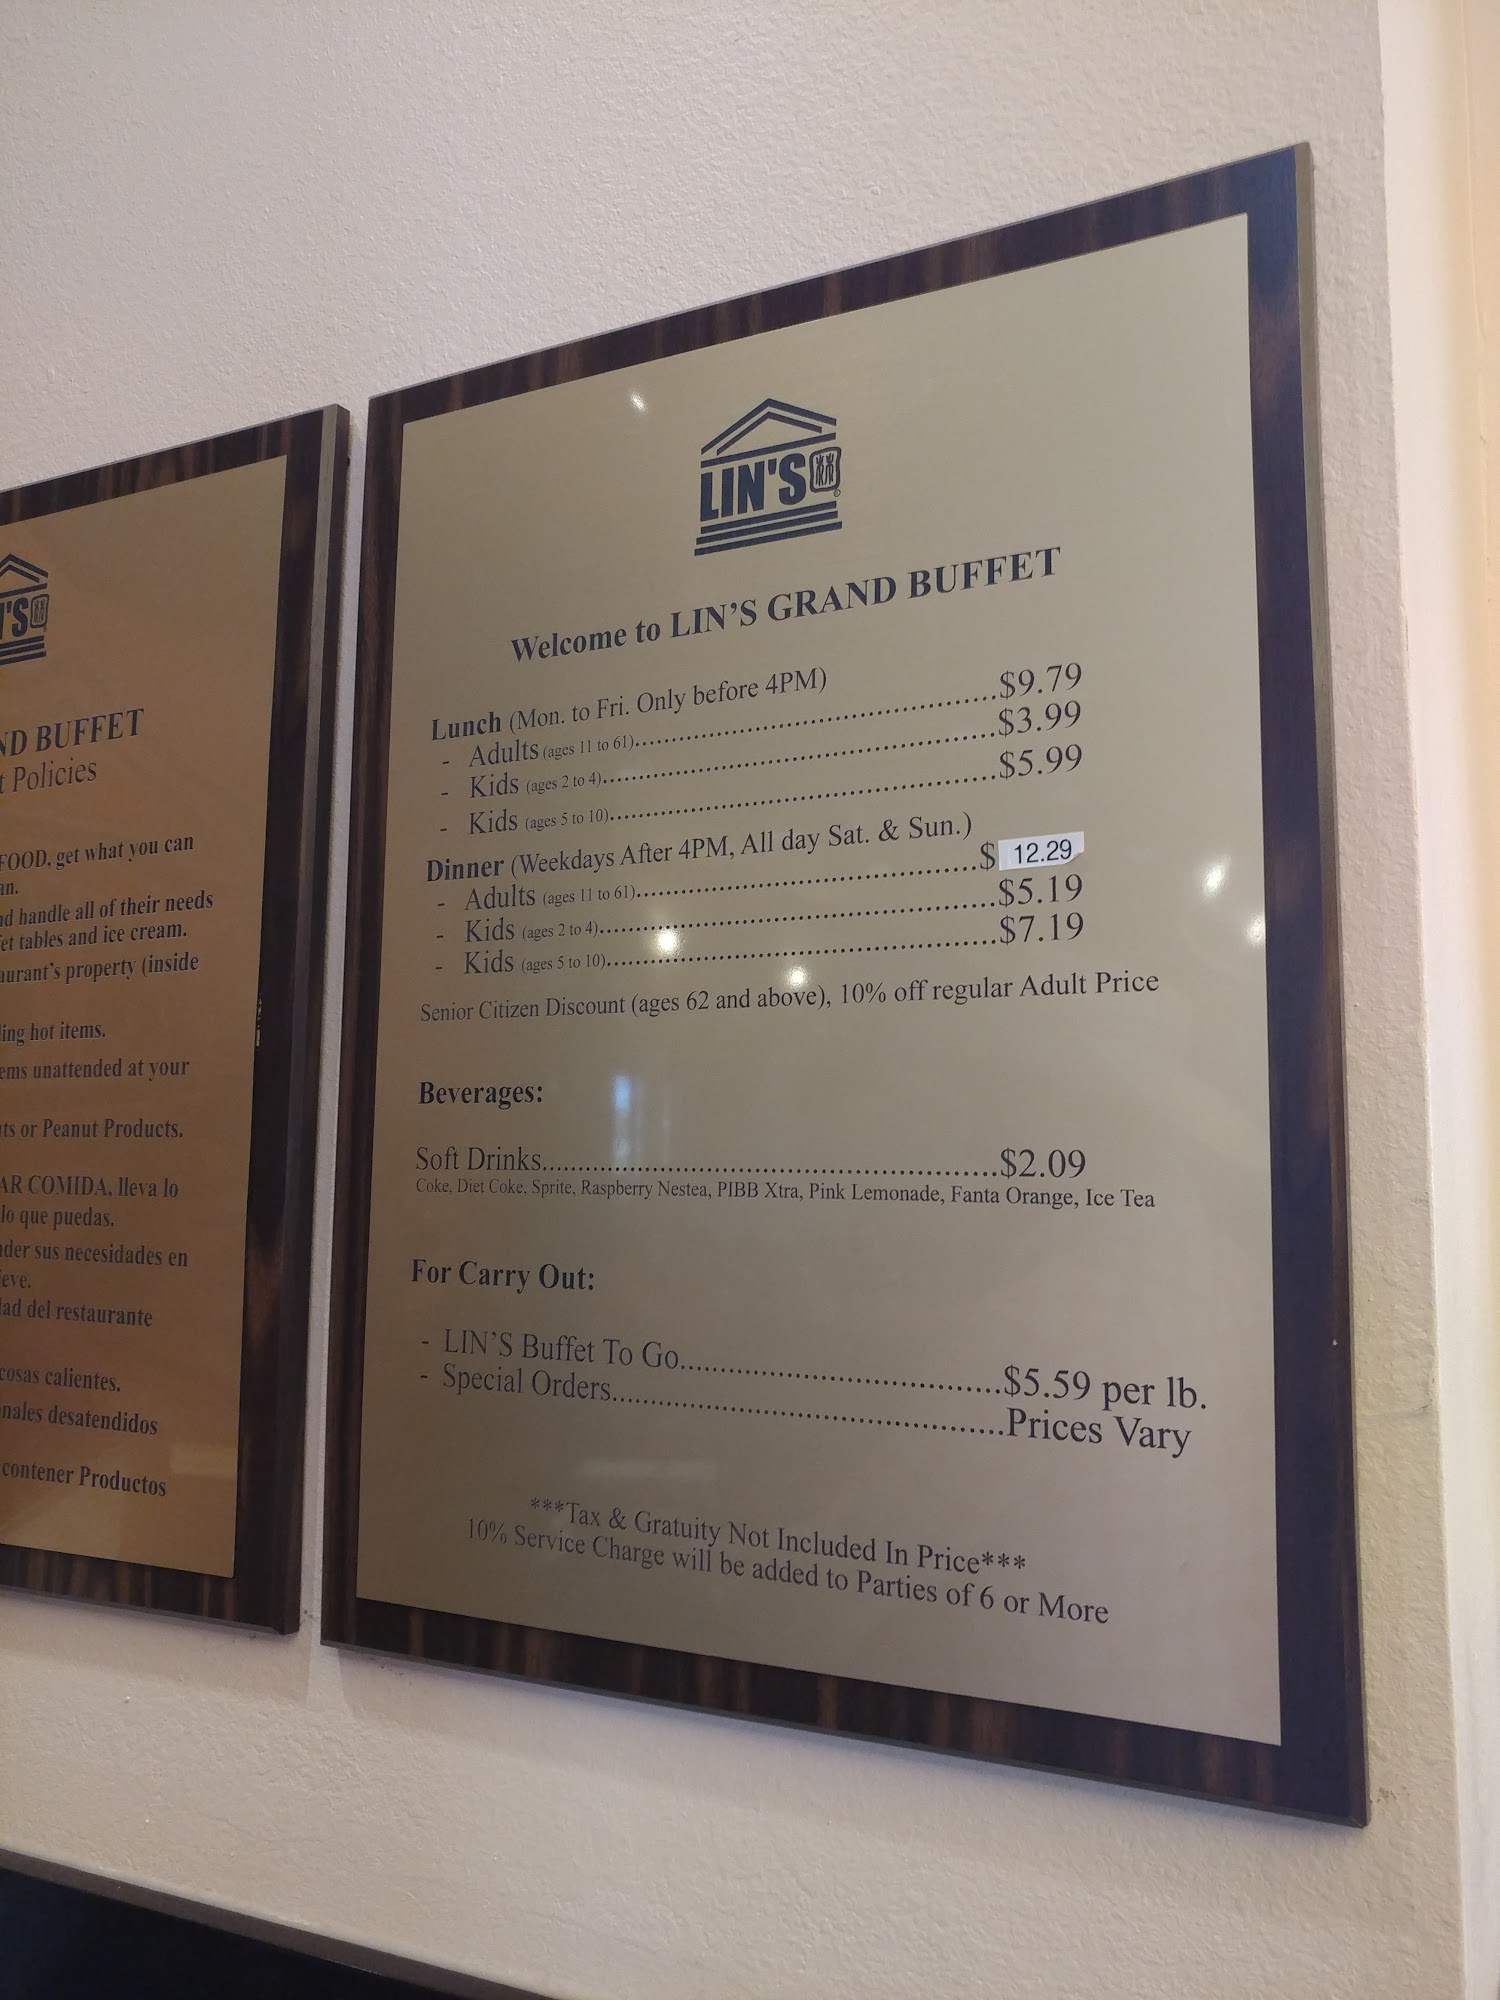 'S
ND BUFFET
t Policies
FOOD, get what you can
an.
nd handle all of their needs
et tables and ice cream.
aurant's property (inside
ling hot items.
ems unattended at your
ts or Peanut Products.
AR COMIDA, lleva lo
lo que puedas.
nder sus necesidades en
eve.
dad del restaurante
cosas calientes.
nales desatendidos
contener Productos
LIN'S
Welcome to LIN'S GRAND BUFFET
Lunch (Mon. to Fri. Only before 4PM)
- Adults (ages 11 to 61)..........$9.79
- Kids (ages 2 to 4)..........$3.99
- Kids (ages 5 to 10)..........$5.99
Dinner (Weekdays After 4PM, All day Sat. & Sun.)
- Adults (ages 11 to 61)..........$ 12.29
- Kids (ages 2 to 4)..........$5.19
- Kids (ages 5 to 10)..........$7.19
Senior Citizen Discount (ages 62 and above), 10% off regular Adult Price
Beverages:
Soft Drinks..........$2.09
Coke, Diet Coke, Sprite, Raspberry Nestea, PIBB Xtra, Pink Lemonade, Fanta Orange, Ice Tea
For Carry Out:
- LIN'S Buffet To Go..........$5.59 per lb.
- Special Orders..........Prices Vary
***Tax & Gratuity Not Included In Price***
10% Service Charge will be added to Parties of 6 or More